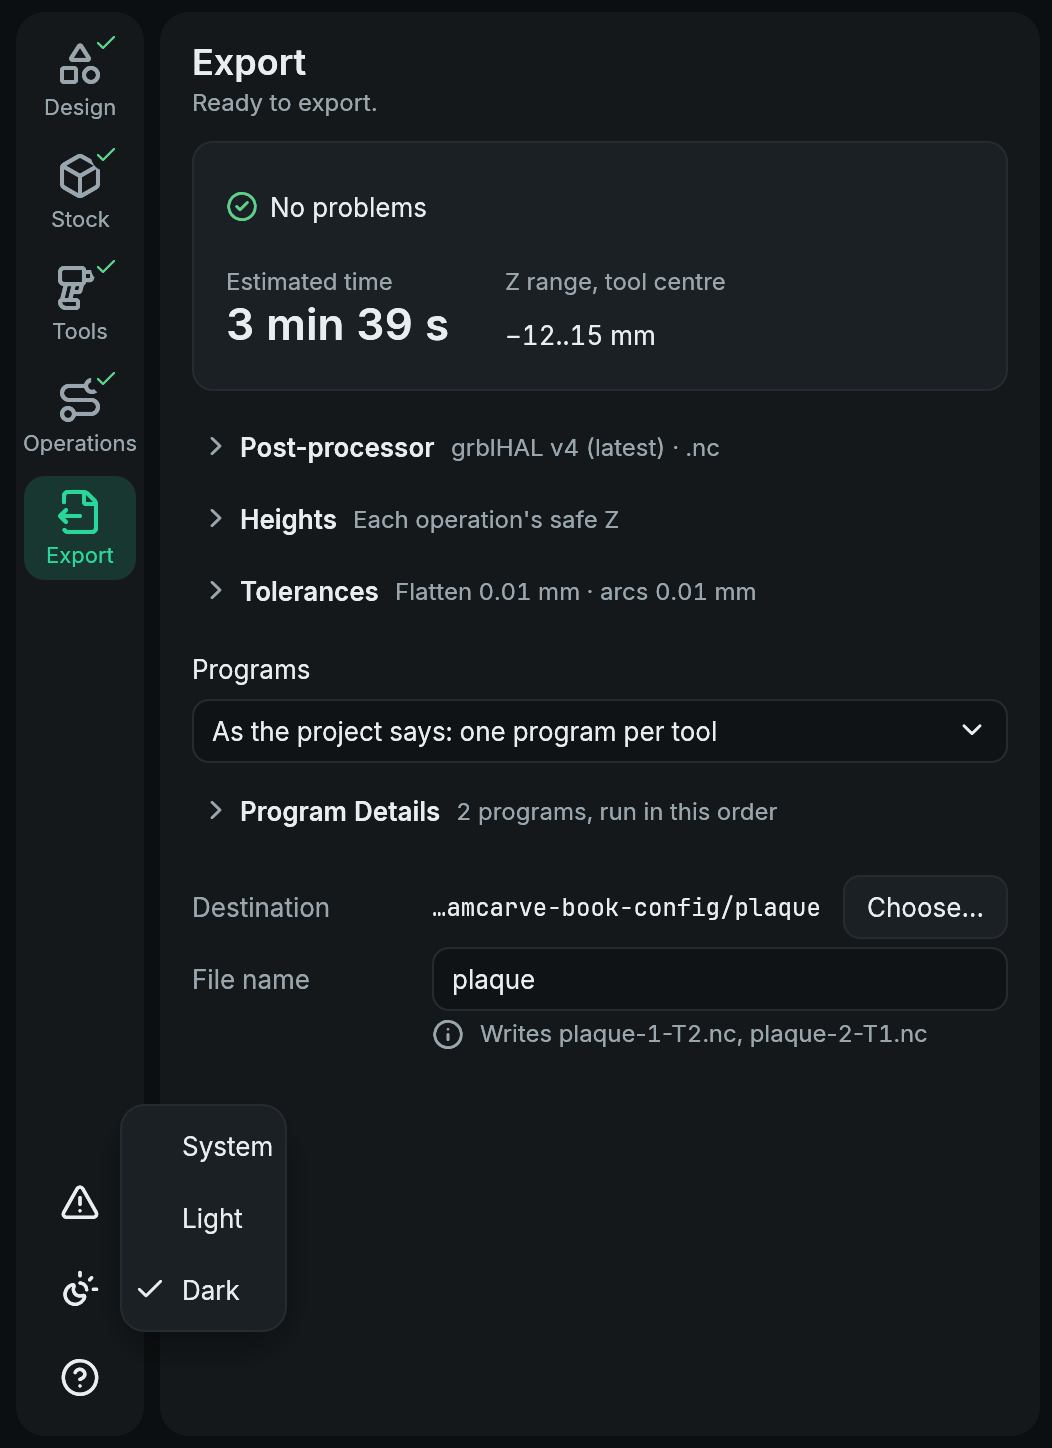 Design
Stock
Tools
Operations
Export
Export
Ready to export.
No problems
Estimated time
3 min 39 s
Z range, tool centre
−12..15 mm
Post-processor grblHAL v4 (latest) · .nc
Heights Each operation's safe Z
Tolerances Flatten 0.01 mm · arcs 0.01 mm
Programs
As the project says: one program per tool
Program Details 2 programs, run in this order
Destination …amcarve-book-config/plaque Choose…
File name plaque
Writes plaque-1-T2.nc, plaque-2-T1.nc
System
Light
Dark